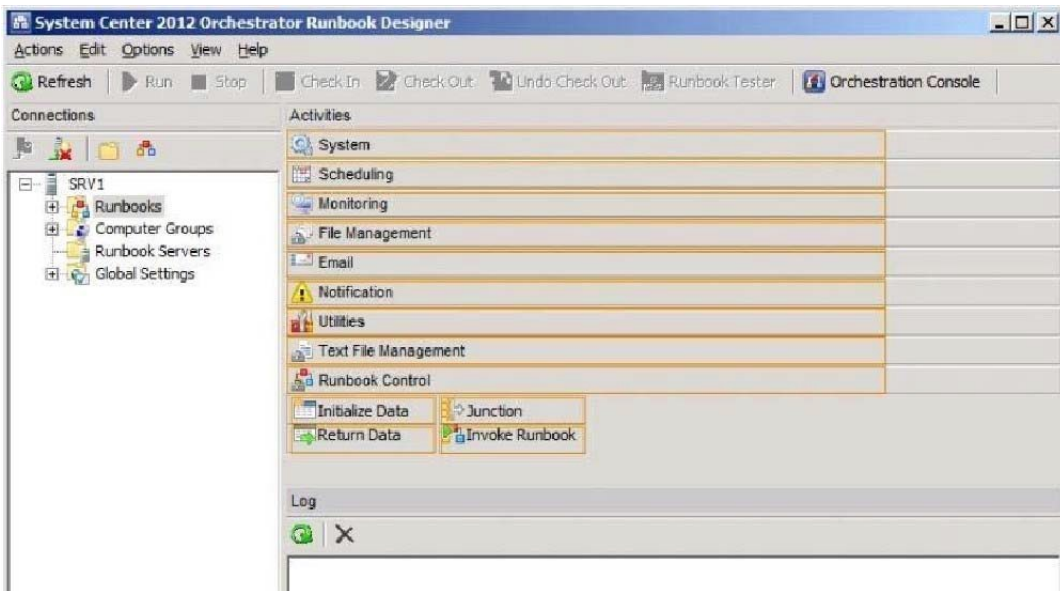 System Center 2012 Orchestrator Runbook Designer
Actions Edit Options View Help
Refresh Run Stop Check In Check Out Undo Check Out Runbook Tester Orchestration Console
Connections
Activities
SRV1
Runbooks
Computer Groups
Runbook Servers
Global Settings
System
Scheduling
Monitoring
File Management
Email
Notification
Utilities
Text File Management
Runbook Control
Initialize Data Junction
Return Data Invoke Runbook
Log